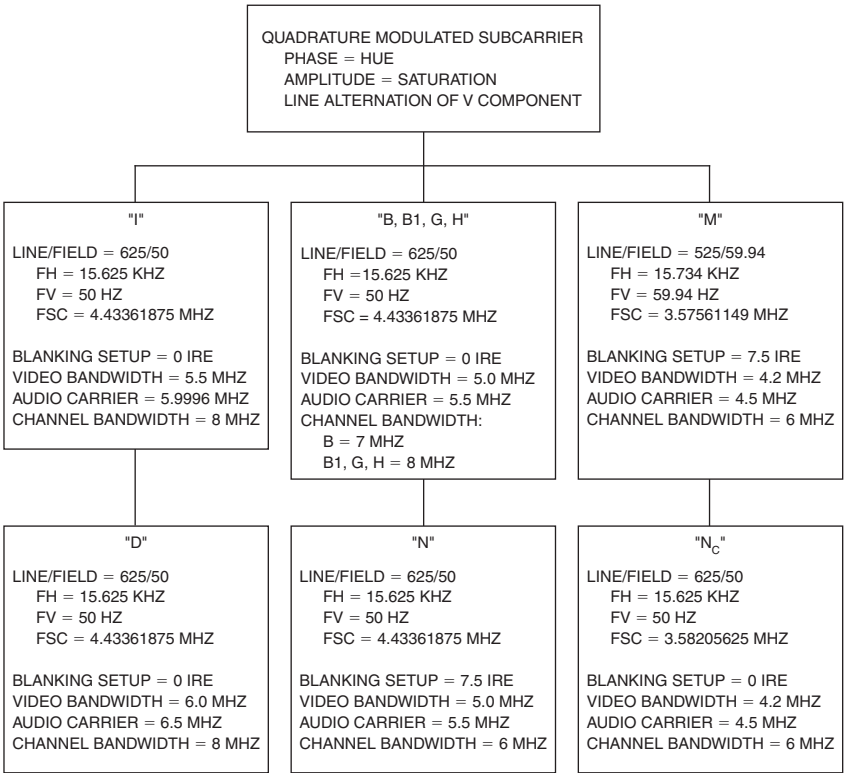 QUADRATURE MODULATED SUBCARRIER
PHASE = HUE
AMPLITUDE = SATURATION
LINE ALTERNATION OF V COMPONENT
"I"
LINE/FIELD = 625/50
FH = 15.625 KHZ
FV = 50 HZ
FSC = 4.43361875 MHZ
BLANKING SETUP = 0 IRE
VIDEO BANDWIDTH = 5.5 MHZ
AUDIO CARRIER = 5.9996 MHZ
CHANNEL BANDWIDTH = 8 MHZ
"B, B1, G, H"
LINE/FIELD = 625/50
FH =15.625 KHZ
FV = 50 HZ
FSC = 4.43361875 MHZ
BLANKING SETUP = 0 IRE
VIDEO BANDWIDTH = 5.0 MHZ
AUDIO CARRIER = 5.5 MHZ
CHANNEL BANDWIDTH:
B = 7 MHZ
B1, G, H = 8 MHZ
"M"
LINE/FIELD = 525/59.94
FH = 15.734 KHZ
FV = 59.94 HZ
FSC = 3.57561149 MHZ
BLANKING SETUP = 7.5 IRE
VIDEO BANDWIDTH = 4.2 MHZ
AUDIO CARRIER = 4.5 MHZ
CHANNEL BANDWIDTH = 6 MHZ
"D"
LINE/FIELD = 625/50
FH = 15.625 KHZ
FV = 50 HZ
FSC = 4.43361875 MHZ
BLANKING SETUP = 0 IRE
VIDEO BANDWIDTH = 6.0 MHZ
AUDIO CARRIER = 6.5 MHZ
CHANNEL BANDWIDTH = 8 MHZ
"N"
LINE/FIELD = 625/50
FH = 15.625 KHZ
FV = 50 HZ
FSC = 4.43361875 MHZ
BLANKING SETUP = 7.5 IRE
VIDEO BANDWIDTH = 5.0 MHZ
AUDIO CARRIER = 5.5 MHZ
CHANNEL BANDWIDTH = 6 MHZ
"N_C"
LINE/FIELD = 625/50
FH = 15.625 KHZ
FV = 50 HZ
FSC = 3.58205625 MHZ
BLANKING SETUP = 0 IRE
VIDEO BANDWIDTH = 4.2 MHZ
AUDIO CARRIER = 4.5 MHZ
CHANNEL BANDWIDTH = 6 MHZ